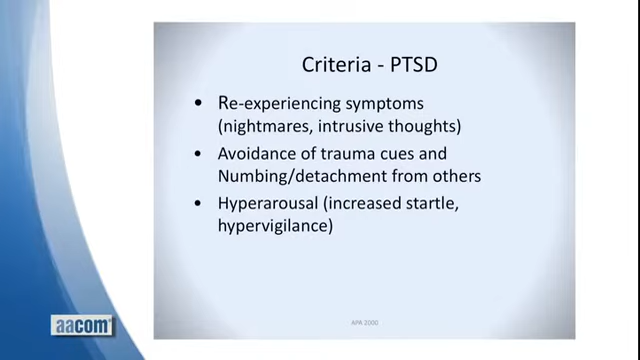 Criteria - PTSD
• Re-experiencing symptoms
(nightmares, intrusive thoughts)
• Avoidance of trauma cues and
Numbing/detachment from others
• Hyperarousal (increased startle,
hypervigilance)
APA 2000
aacom